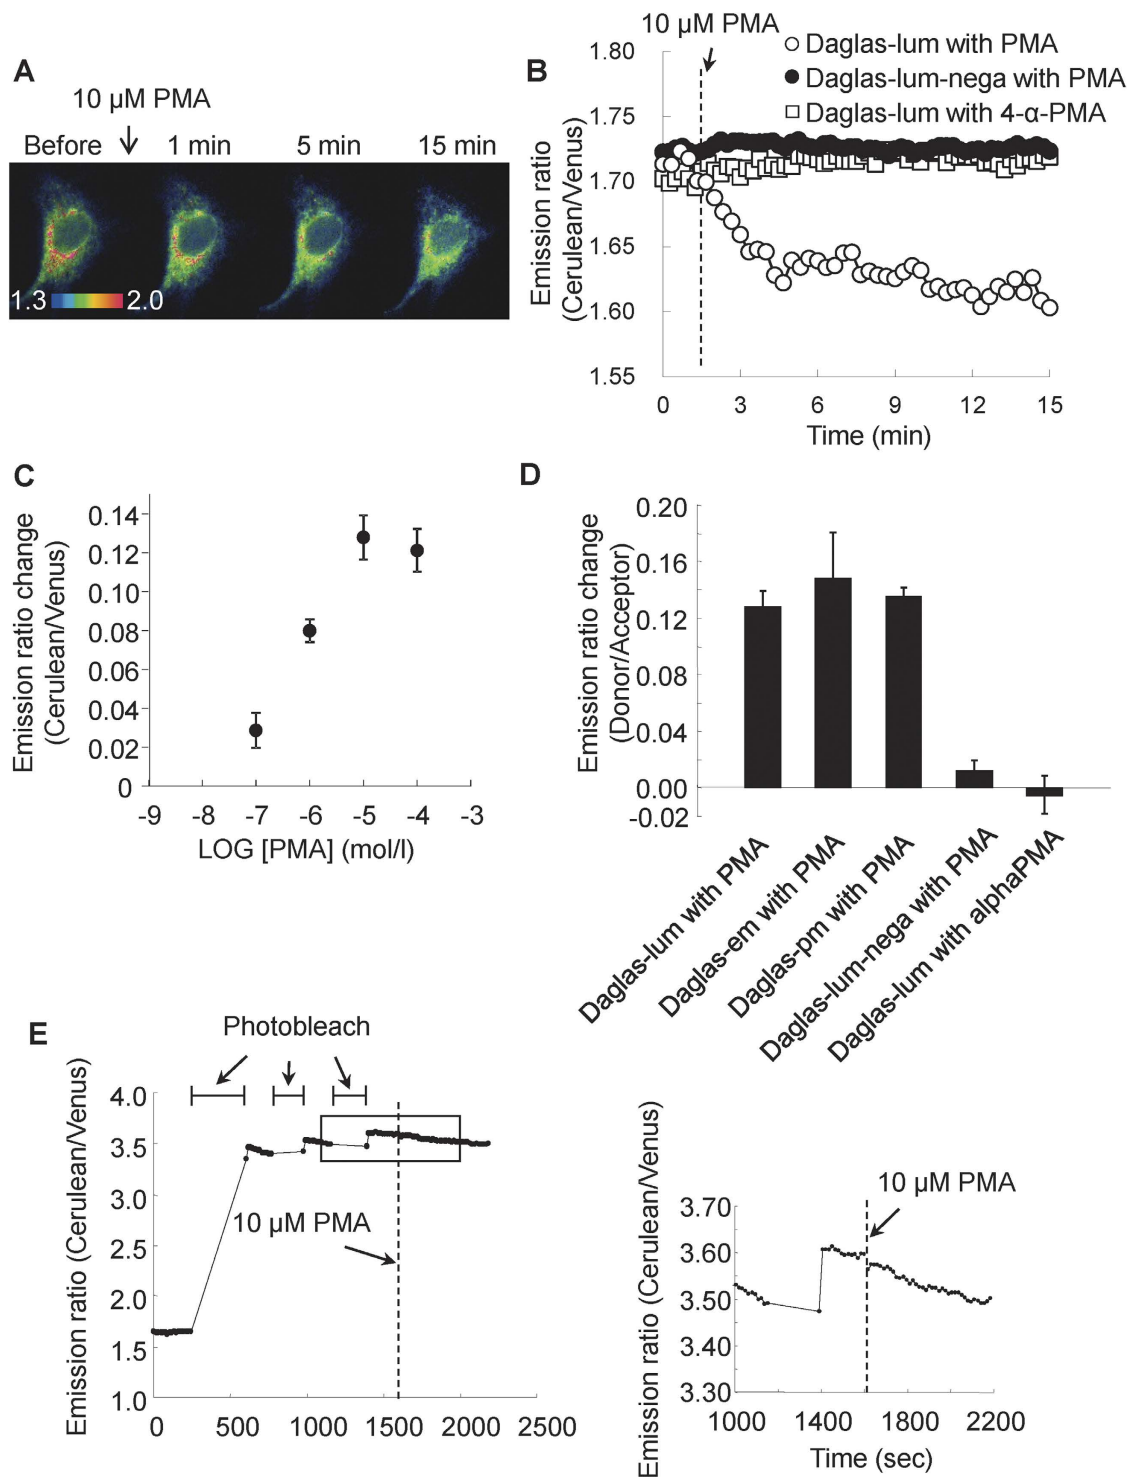 A
10 µM PMA
Before
1 min
5 min
15 min
1.3
2.0
B
10 µM PMA
Daglas-lum with PMA
Daglas-lum-nega with PMA
Daglas-lum with 4-α-PMA
Emission ratio
(Cerulean/Venus)
1.80
1.75
1.70
1.65
1.60
1.55
0 3 6 9 12 15
Time (min)
C
Emission ratio change
(Cerulean/Venus)
0.14
0.12
0.10
0.08
0.06
0.04
0.02
0
-9 -8 -7 -6 -5 -4 -3
LOG [PMA] (mol/l)
D
Emission ratio change
(Donor/Acceptor)
0.20
0.16
0.12
0.08
0.04
0.00
-0.02
Daglas-lum with PMA
Daglas-em with PMA
Daglas-pm with PMA
Daglas-lum-nega with PMA
Daglas-lum with alphaPMA
E
Photobleach
Emission ratio (Cerulean/Venus)
4.0
3.5
3.0
2.5
2.0
1.5
1.0
10 µM PMA
0 500 1000 1500 2000 2500
Emission ratio (Cerulean/Venus)
10 µM PMA
3.70
3.60
3.50
3.40
3.30
1000 1400 1800 2200
Time (sec)